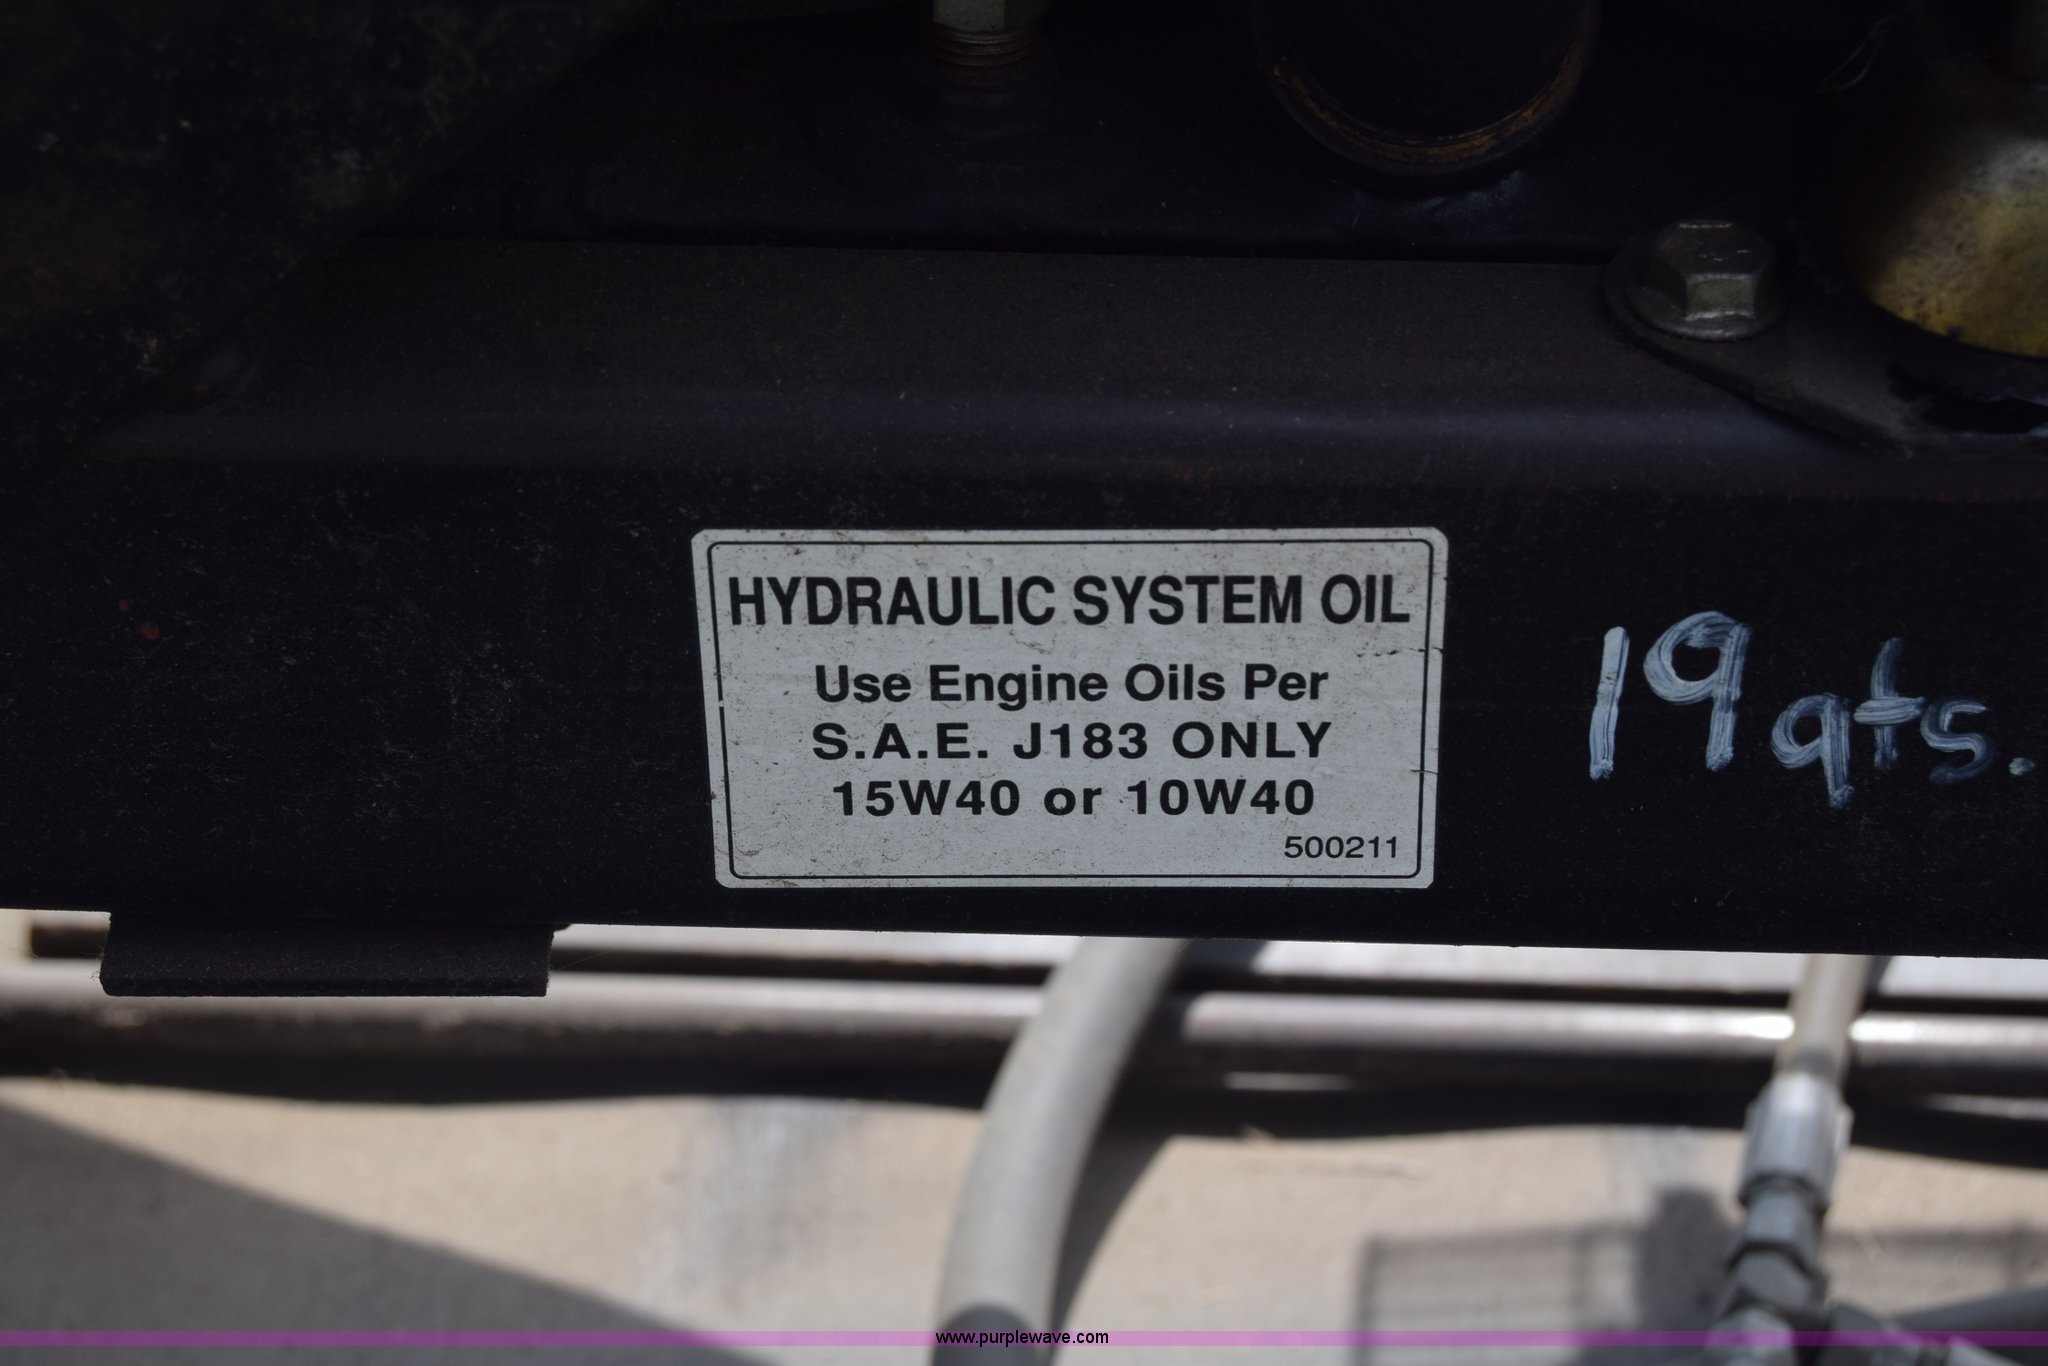 HYDRAULIC SYSTEM OIL
Use Engine Oils Per
S.A.E. J183 ONLY
15W40 or 10W40
500211
19 qts.
www.purplewave.com